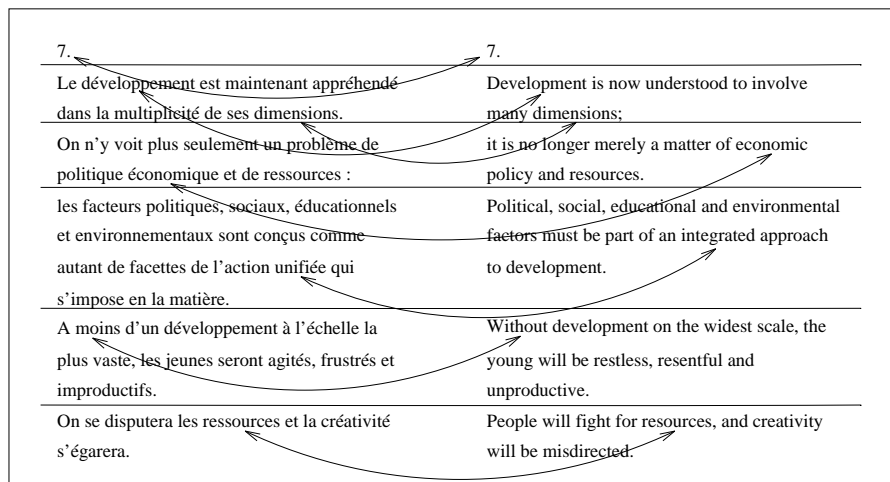 7.
Le développement est maintenant appréhendé
dans la multiplicité de ses dimensions.
On n'y voit plus seulement un problème de
politique économique et de ressources :
les facteurs politiques, sociaux, éducationnels
et environnementaux sont conçus comme
autant de facettes de l'action unifiée qui
s'impose en la matière.
A moins d'un développement à l'échelle la
plus vaste, les jeunes seront agités, frustrés et
improductifs.
On se disputera les ressources et la créativité
s'égarera.
7.
Development is now understood to involve
many dimensions;
it is no longer merely a matter of economic
policy and resources.
Political, social, educational and environmental
factors must be part of an integrated approach
to development.
Without development on the widest scale, the
young will be restless, resentful and
unproductive.
People will fight for resources, and creativity
will be misdirected.